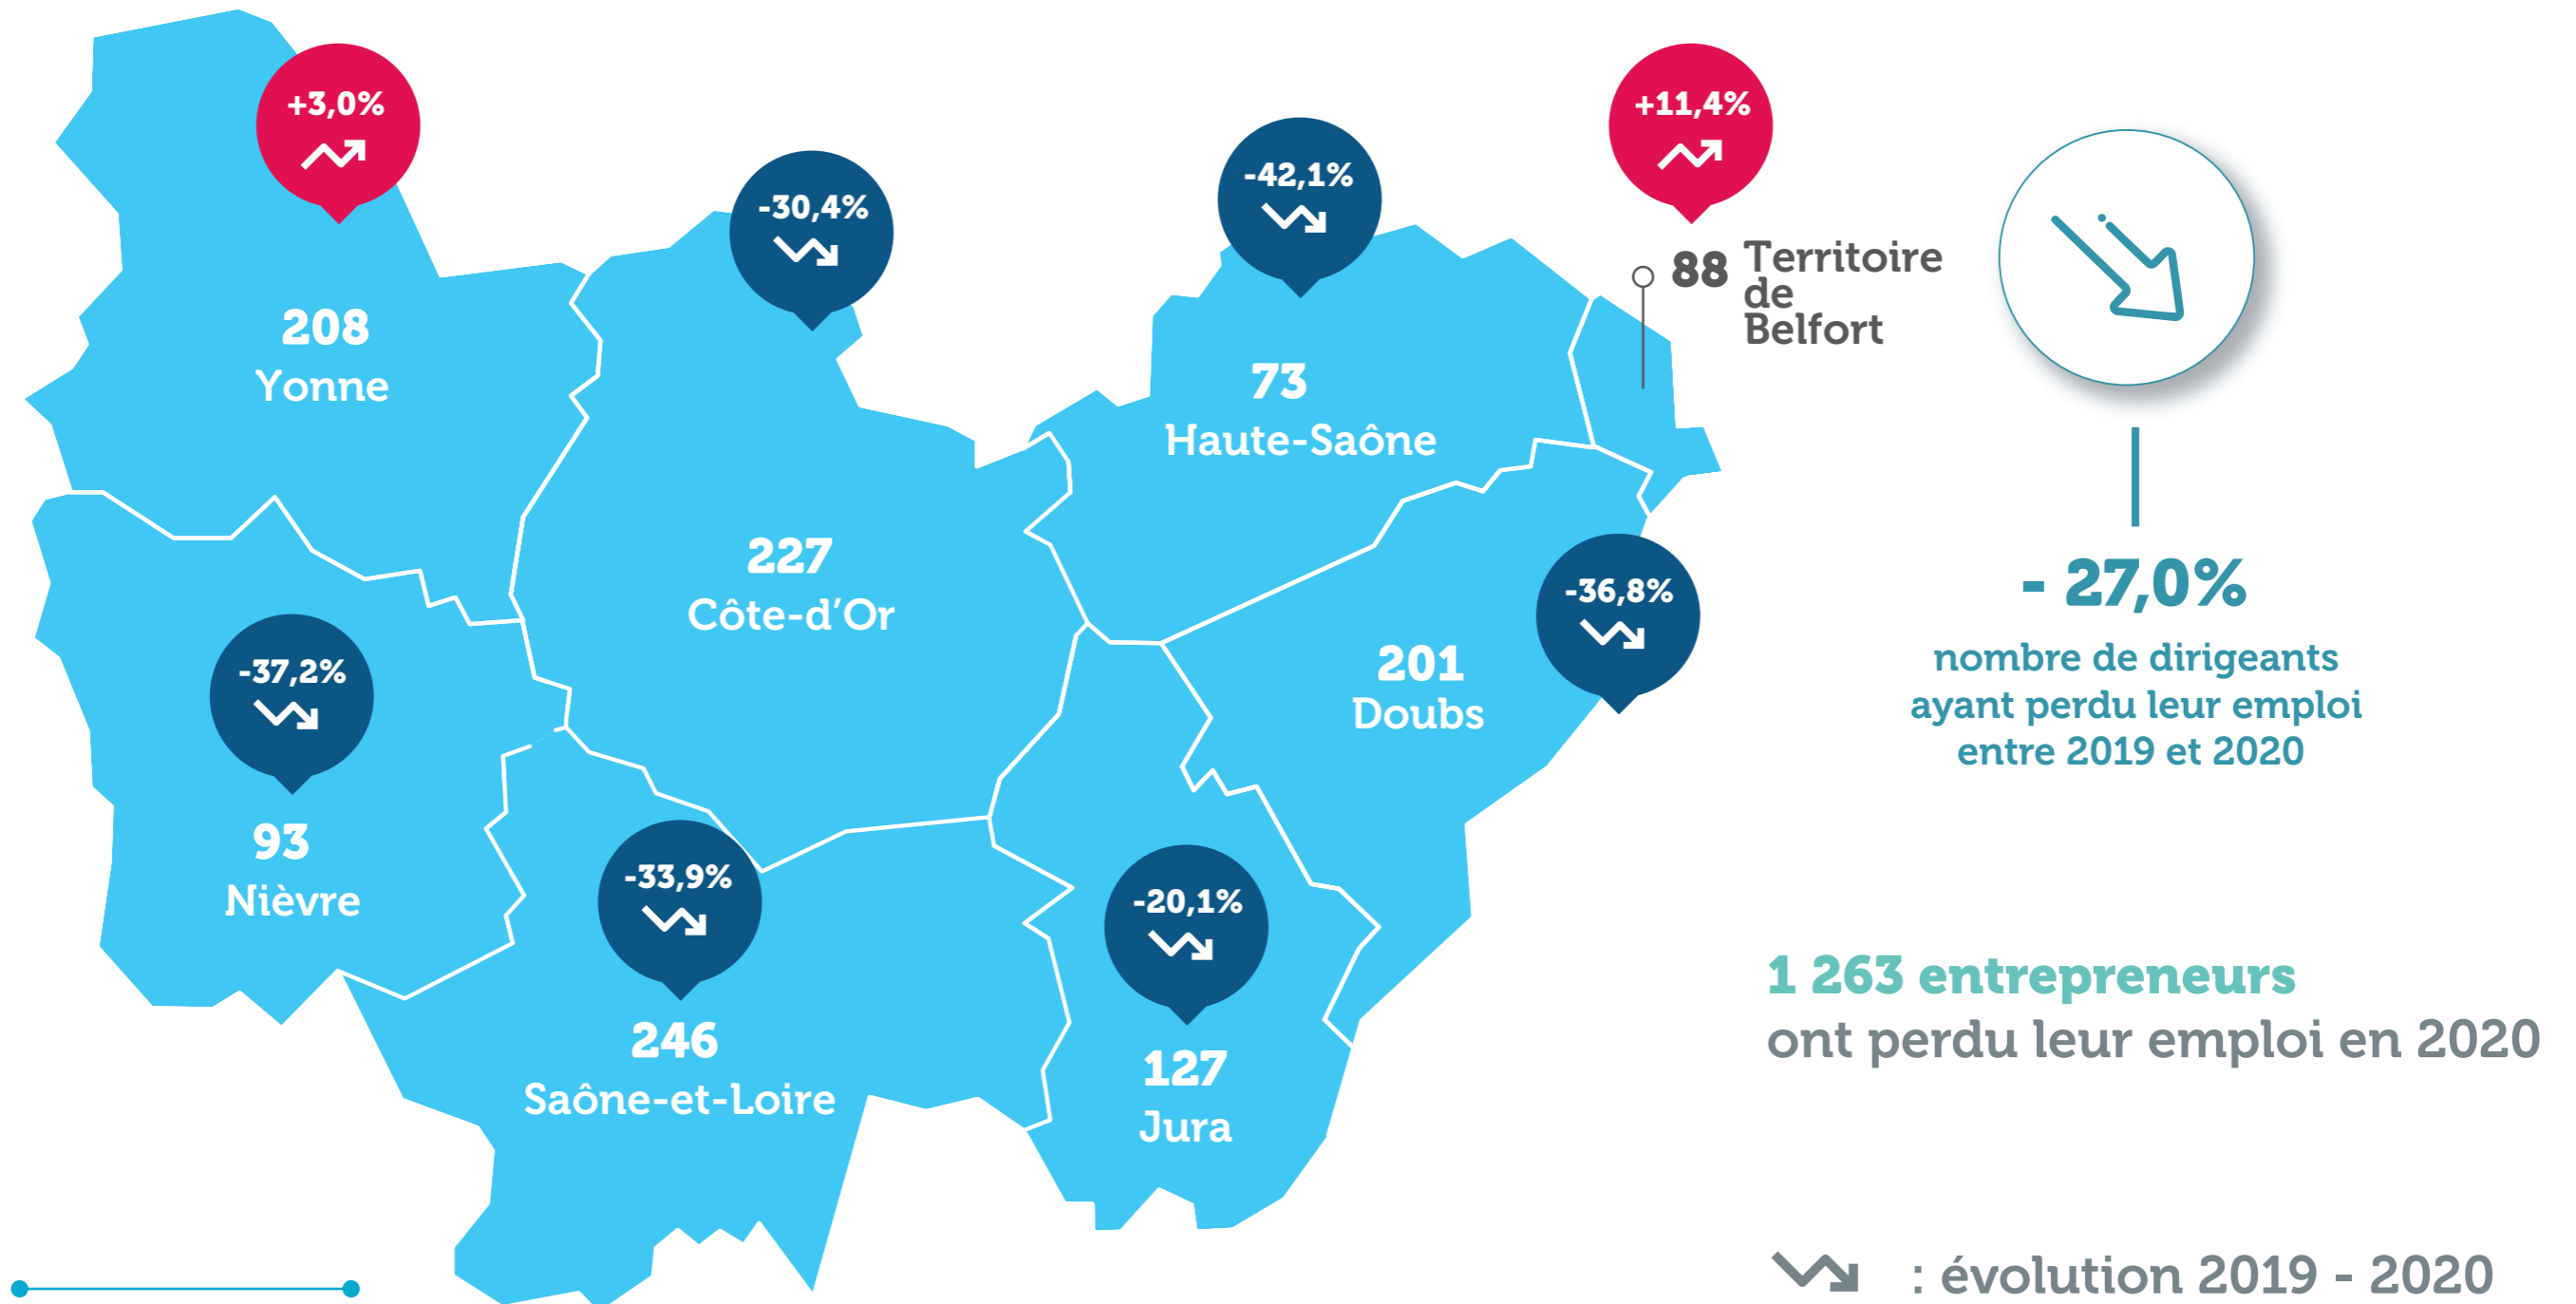 +3,0%
208
Yonne
-30,4%
227
Côte-d’Or
-42,1%
73
Haute-Saône
+11,4%
88 Territoire
de
Belfort
-36,8%
201
Doubs
-37,2%
93
Nièvre
-33,9%
246
Saône-et-Loire
-20,1%
127
Jura
- 27,0%
nombre de dirigeants
ayant perdu leur emploi
entre 2019 et 2020
1 263 entrepreneurs
ont perdu leur emploi en 2020
: évolution 2019 - 2020